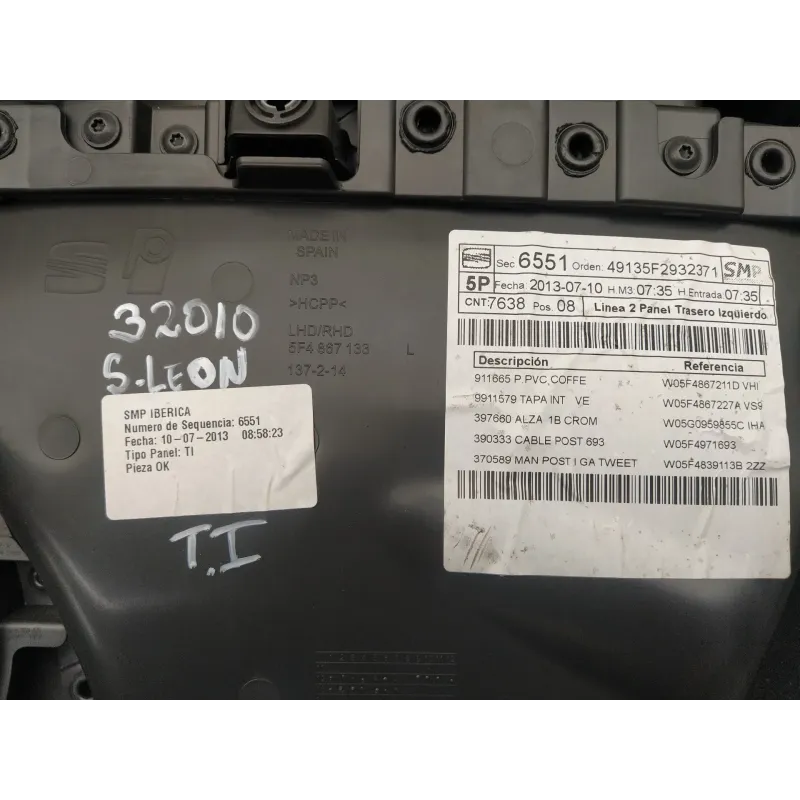 SMP
MADE IN
SPAIN
NP3
>HCPP<
LHD/RHD
5F4 867 133 L
137-2-14
32010
S.LEON
SMP IBERICA
Numero de Sequencia: 6551
Fecha: 10-07-2013 08:58:23
Tipo Panel: TI
Pieza OK
T.I
Sec 6551 Orden: 49135F2932371 SMP
5P Fecha 2013-07-10 H.M3: 07:35 H.Entrada 07:35
CNT: 7638 Pos. 08 Linea 2 Panel Trasero Izquierdo
Descripción Referencia
911665 P.PVC,COFFE W05F4867211D VHI
9911579 TAPA INT VE W05F4867227A VS9
397660 ALZA 1B CROM W05G0959855C IHA
390333 CABLE POST 693 W05F4971693
370589 MAN POST I GA TWEET W05F4839113B 2ZZ